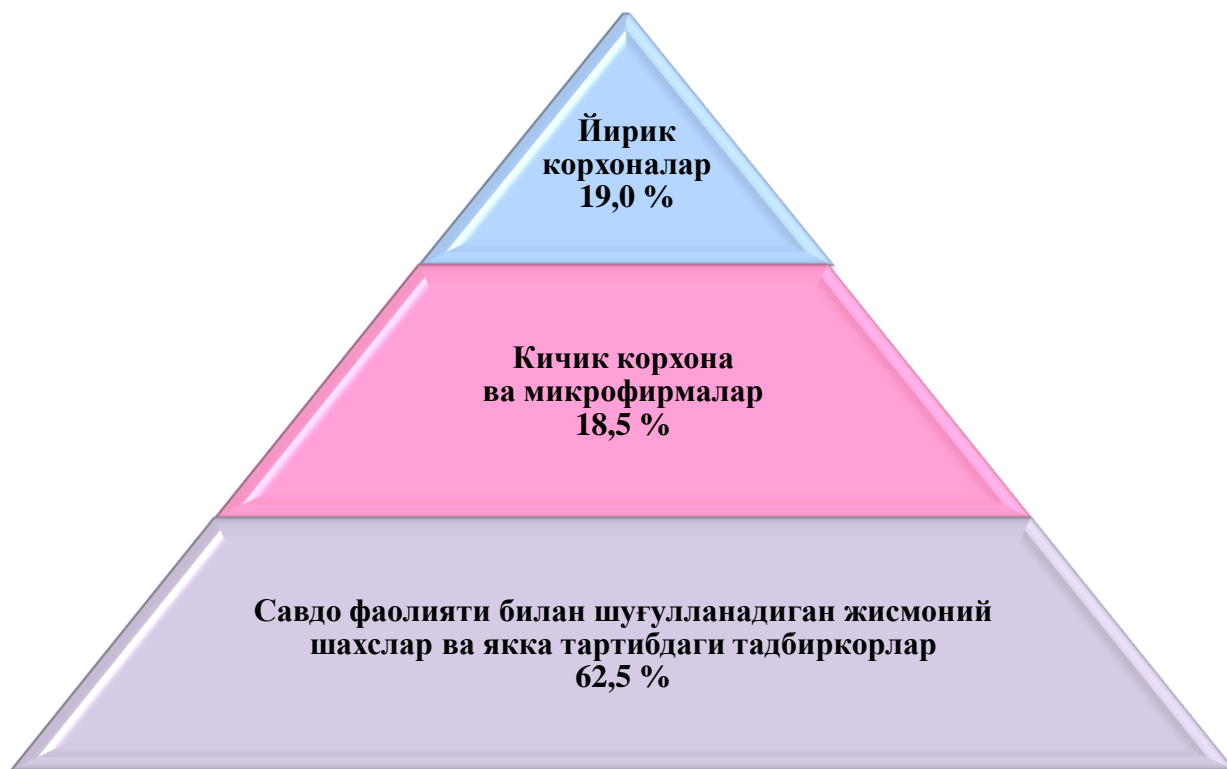 Йирик
корхоналар
19,0 %
Кичик корхона
ва микрофирмалар
18,5 %
Савдо фаолияти билан шуғулланадиган жисмоний
шахслар ва якка тартибдаги тадбиркорлар
62,5 %